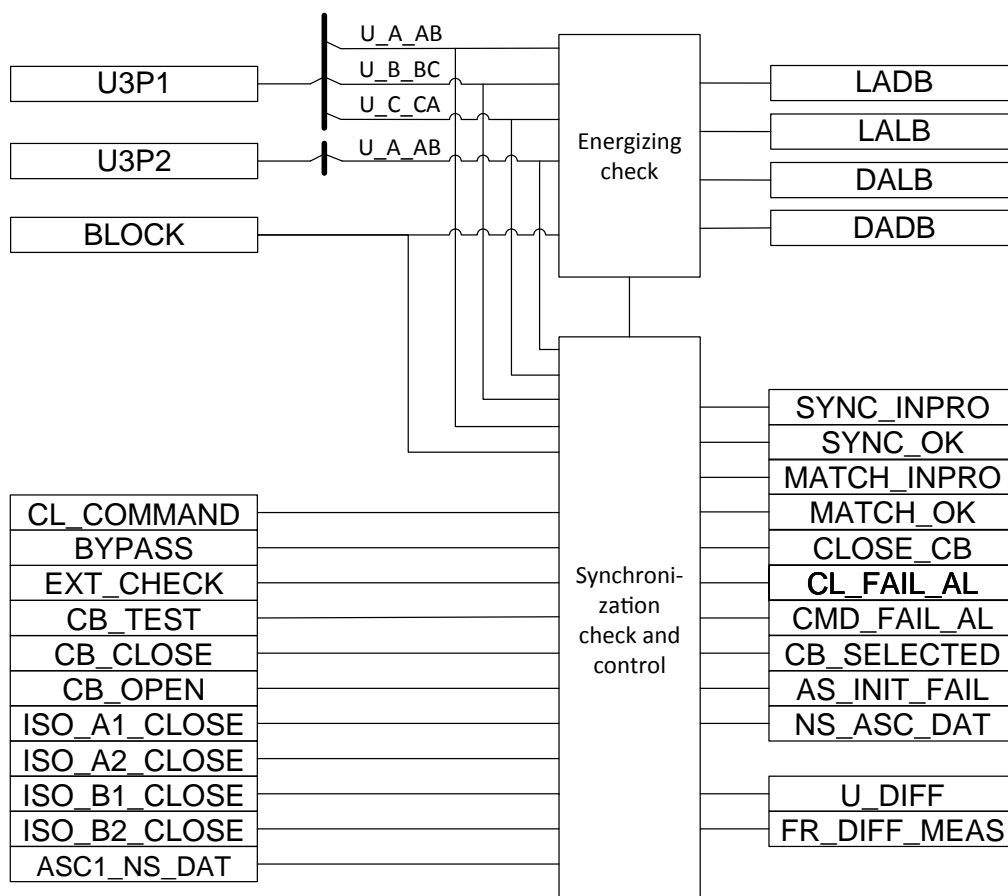 U_A_AB
U3P1
U_B_BC
LADB
U_C_CA
LALB
U3P2
U_A_AB
Energizing
check
DALB
BLOCK
DADB
SYNC_INPRO
SYNC_OK
MATCH_INPRO
CL_COMMAND
MATCH_OK
BYPASS
CLOSE_CB
EXT_CHECK
Synchroni-
zation
check and
control
CL_FAIL_AL
CB_TEST
CMD_FAIL_AL
CB_CLOSE
CB_SELECTED
CB_OPEN
AS_INIT_FAIL
ISO_A1_CLOSE
NS_ASC_DAT
ISO_A2_CLOSE
ISO_B1_CLOSE
U_DIFF
ISO_B2_CLOSE
FR_DIFF_MEAS
ASC1_NS_DAT